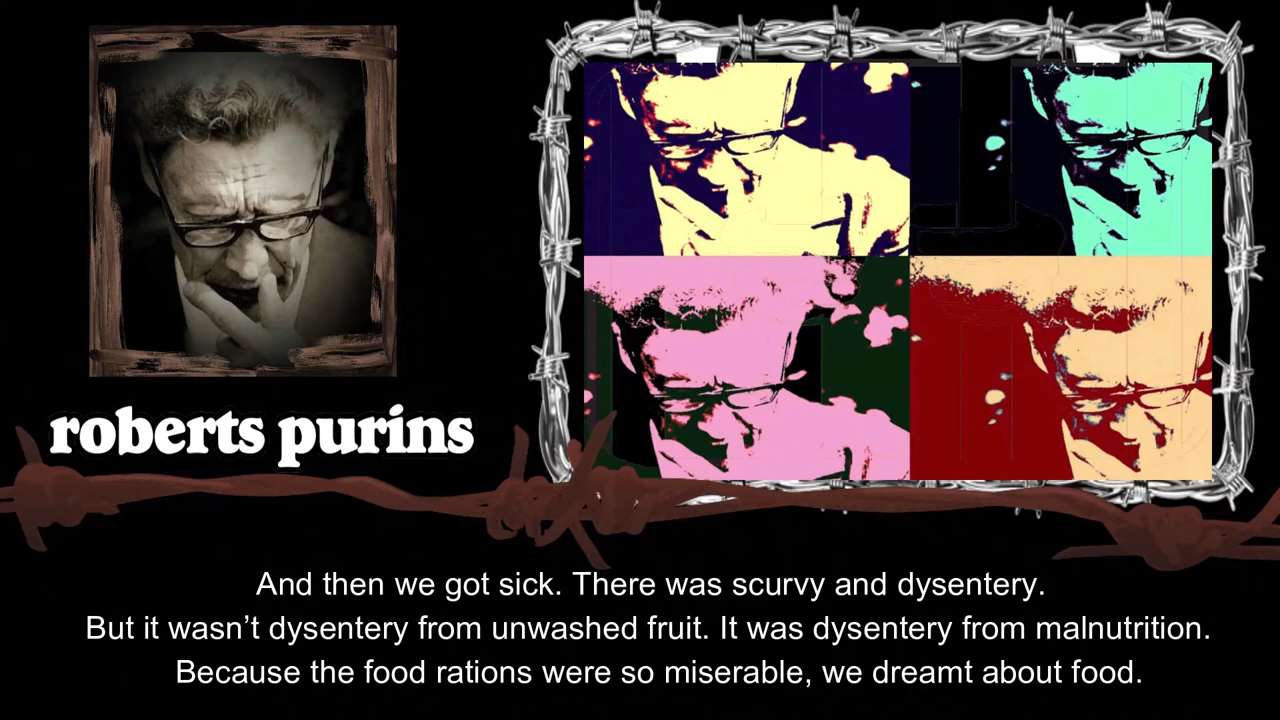 roberts purins
And then we got sick. There was scurvy and dysentery.
But it wasn’t dysentery from unwashed fruit. It was dysentery from malnutrition.
Because the food rations were so miserable, we dreamt about food.